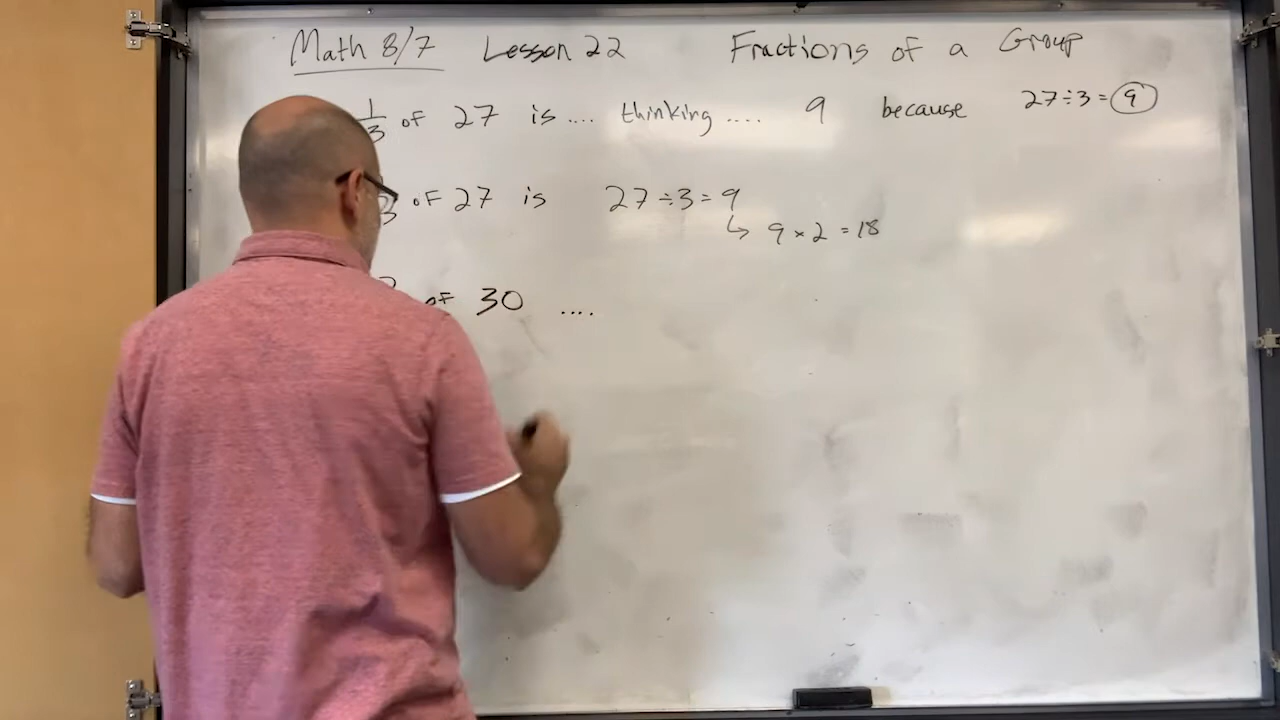 Math 8/7 Lesson 22 Fractions of a Group
1/3 of 27 is .... thinking .... 9 because 27÷3=9
3 of 27 is 27÷3=9
↳ 9×2=18
of 30 ....